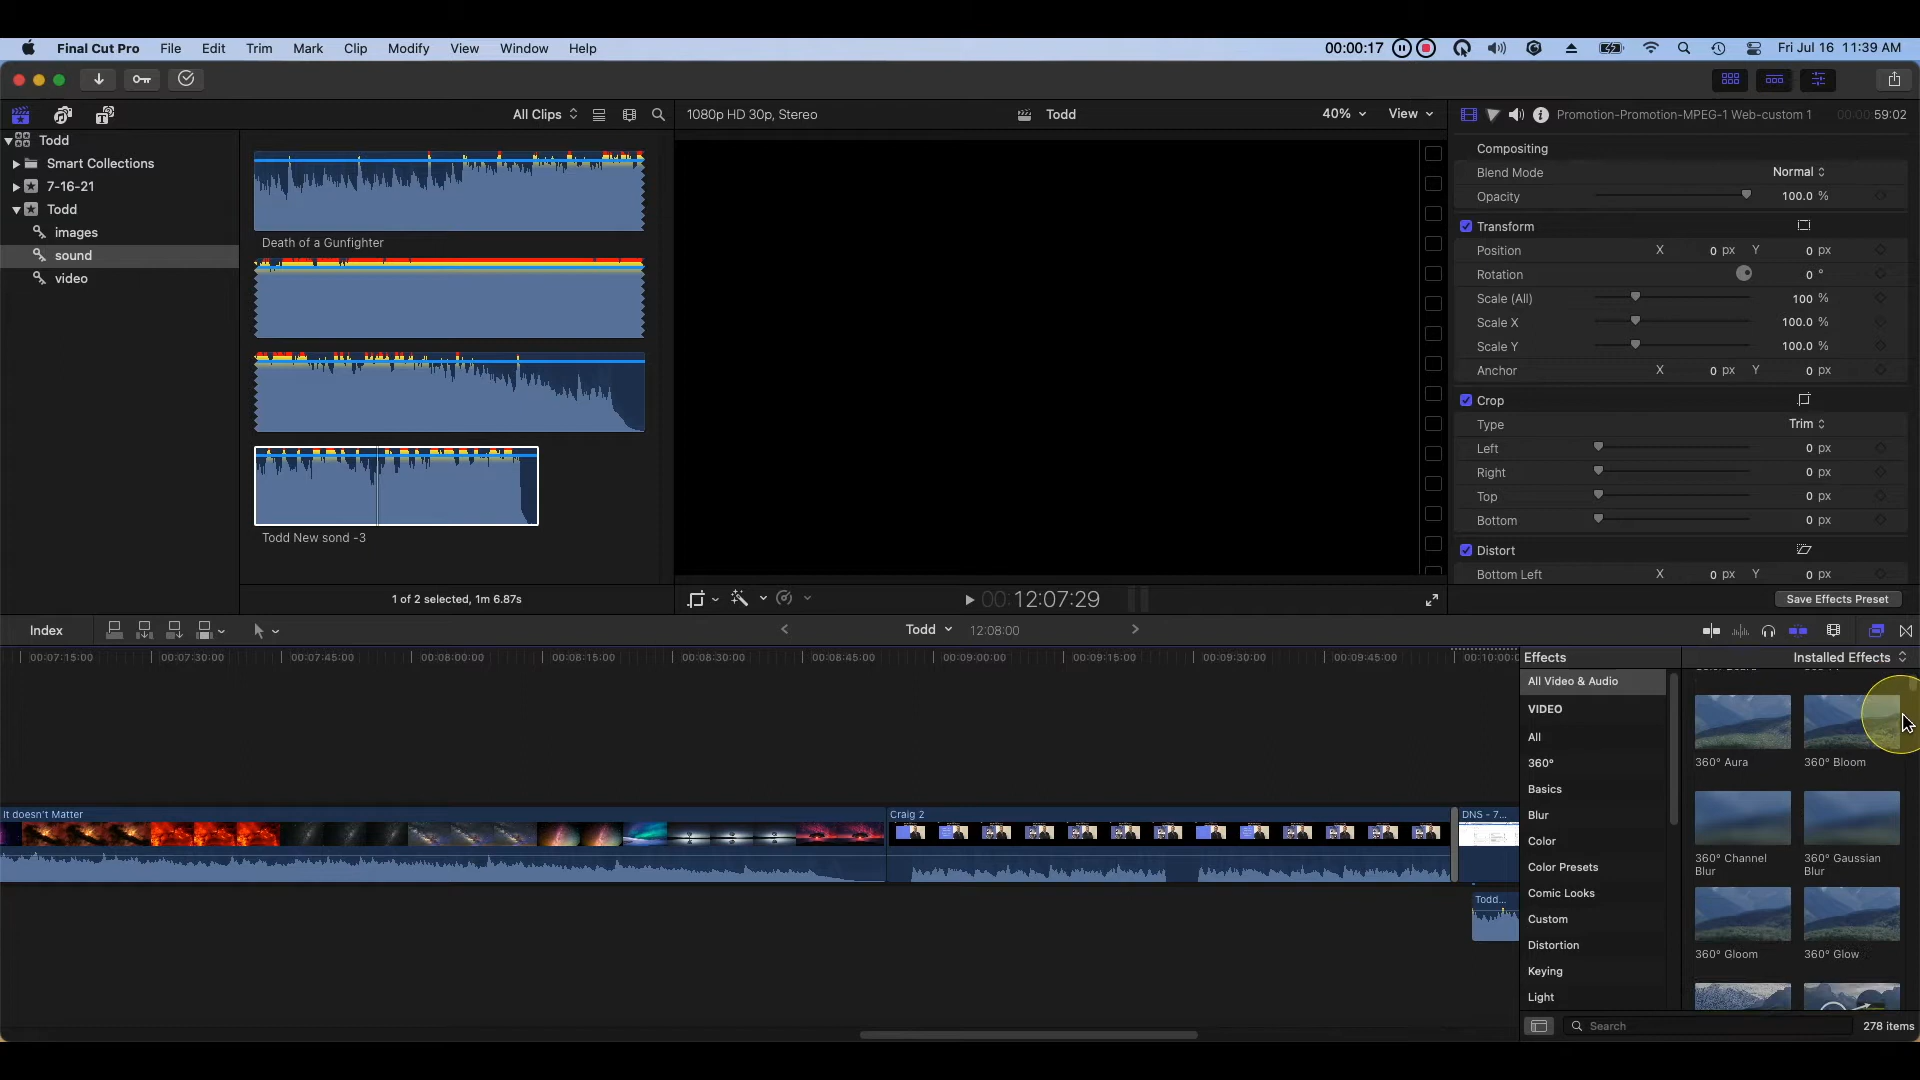 Final Cut Pro File Edit Trim Mark Clip Modify View Window Help 00:00:17 Fri Jul 16 11:39 AM
All Clips 1080p HD 30p, Stereo Todd 40% View Promotion-Promotion-MPEG-1 Web-custom 1 00:00:59:02
Todd
Smart Collections
7-16-21
Todd
images
sound
video
Death of a Gunfighter
Todd New sond -3
1 of 2 selected, 1m 6.87s
00:12:07:29
Compositing
Blend Mode Normal
Opacity 100.0 %
Transform
Position X 0 px Y 0 px
Rotation 0 °
Scale (All) 100 %
Scale X 100.0 %
Scale Y 100.0 %
Anchor X 0 px Y 0 px
Crop
Type Trim
Left 0 px
Right 0 px
Top 0 px
Bottom 0 px
Distort
Bottom Left X 0 px Y 0 px
Save Effects Preset
Index Todd 12:08:00
00:07:15:00 00:07:30:00 00:07:45:00 00:08:00:00 00:08:15:00 00:08:30:00 00:08:45:00 00:09:00:00 00:09:15:00 00:09:30:00 00:09:45:00 00:10:00:0
It doesn't Matter Craig 2 DNS - 7...
Todd...
Effects Installed Effects
All Video & Audio
VIDEO
All
360°
Basics
Blur
Color
Color Presets
Comic Looks
Custom
Distortion
Keying
Light
360° Aura 360° Bloom
360° Channel Blur 360° Gaussian Blur
360° Gloom 360° Glow
Search 278 items